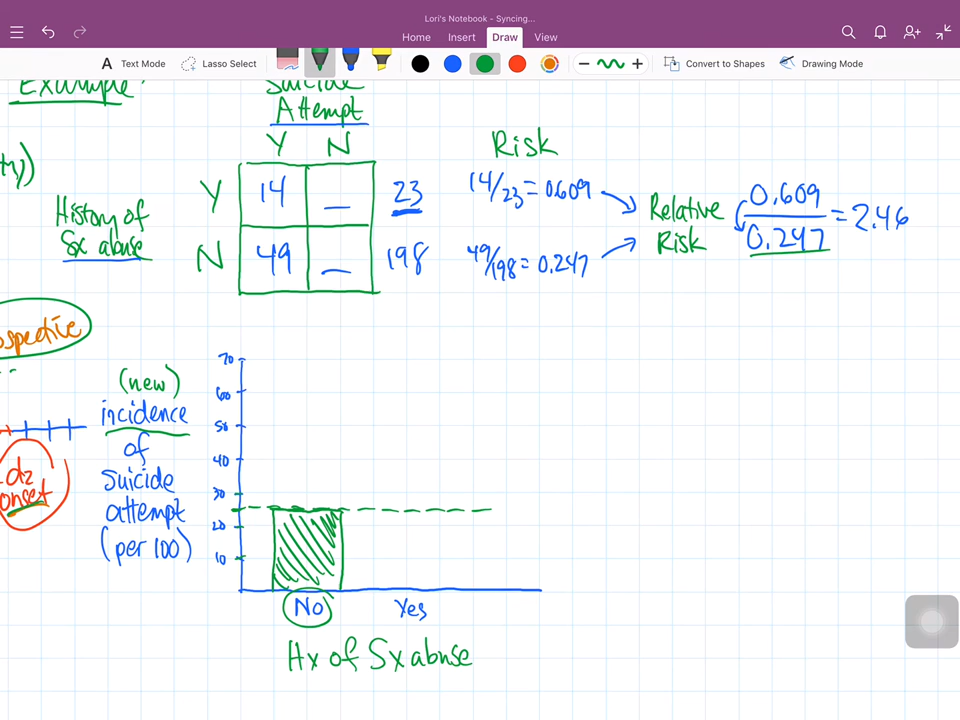 Lori's Notebook - Syncing...
Home Insert Draw View
Text Mode Lasso Select Convert to Shapes Drawing Mode
Example
Suicide
Attempt
Y N
Risk
Y 14 _ 23 14/23 = 0.609
History of
Sx abuse
N 49 _ 198 49/198 = 0.247
Relative
Risk
0.609
0.247
= 2.46
(new)
incidence
of
suicide
attempt
(per 100)
70
60
50
40
30
20
10
No Yes
Hx of Sx abuse
dz
onset